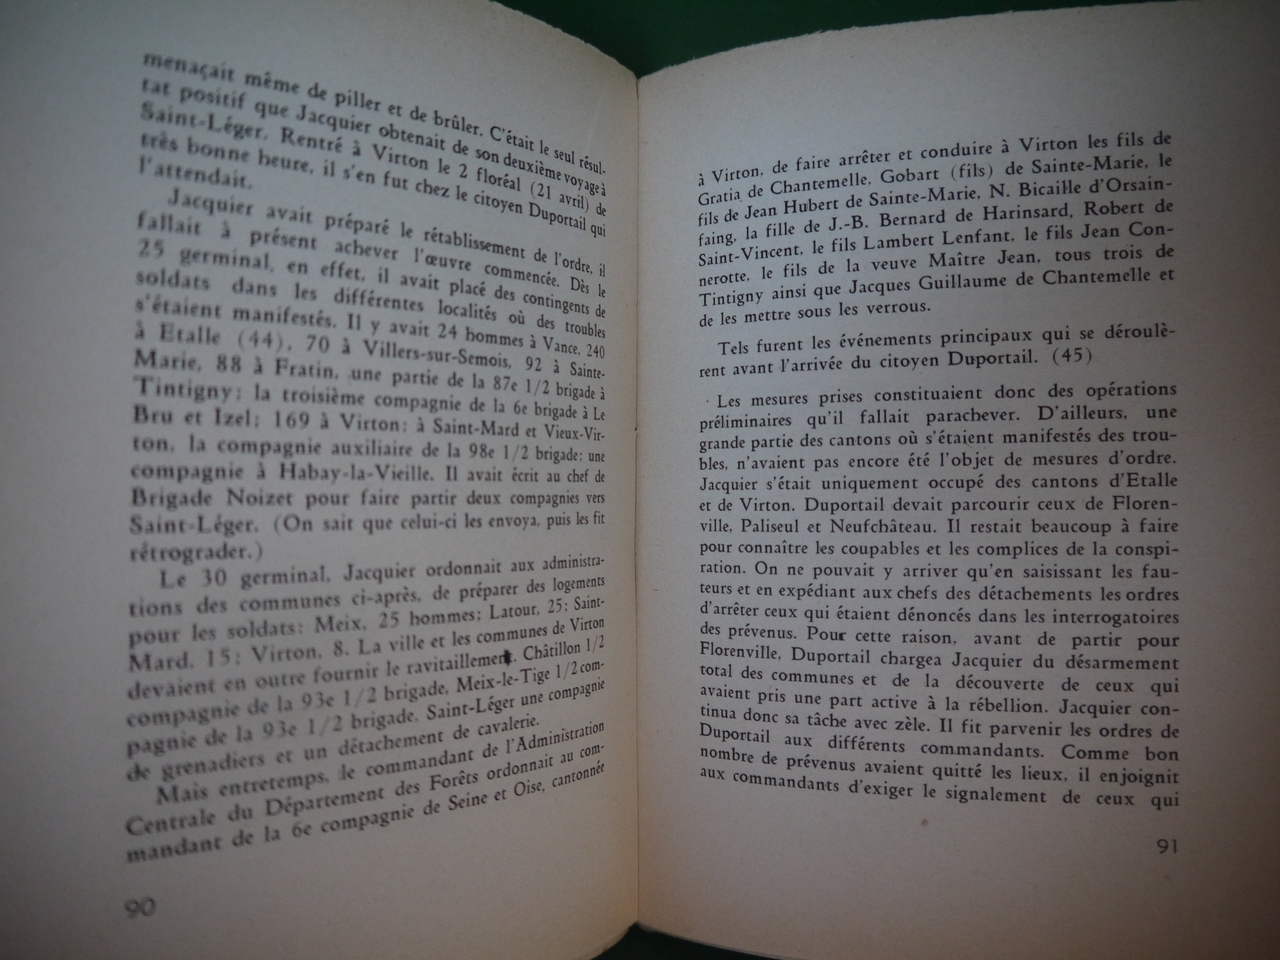 menaçait même de piller et de brûler. C'était le seul résul-
tat positif que Jacquier obtenait de son deuxième voyage à
Saint-Léger. Rentré à Virton le 2 floréal (21 avril) de
très bonne heure, il s'en fut chez le citoyen Duportail qui
l'attendait.
Jacquier avait préparé le rétablissement de l'ordre, il
fallait à présent achever l'œuvre commencée. Dès le
25 germinal, en effet, il avait placé des contingents de
soldats dans les différentes localités où des troubles
s'étaient manifestés. Il y avait 24 hommes à Vance, 240
à Etalle (44), 70 à Villers-sur-Semois, 92 à Sainte-
Marie, 88 à Fratin, une partie de la 87e 1/2 brigade à
Tintigny; la troisième compagnie de la 6e brigade à Le
Bru et Izel; 169 à Virton; à Saint-Mard et Vieux-Vir-
ton, la compagnie auxiliaire de la 98e 1/2 brigade; une
compagnie à Habay-la-Vieille. Il avait écrit au chef de
Brigade Noizet pour faire partir deux compagnies vers
Saint-Léger. (On sait que celui-ci les envoya, puis les fit
rétrograder.)
Le 30 germinal, Jacquier ordonnait aux administra-
tions des communes ci-après, de préparer des logements
pour les soldats: Meix, 25 hommes; Latour, 25; Saint-
Mard, 15; Virton, 8. La ville et les communes de Virton
devaient en outre fournir le ravitaillement. Châtillon 1/2
compagnie de la 93e 1/2 brigade, Meix-le-Tige 1/2 com-
pagnie de la 93e 1/2 brigade, Saint-Léger une compagnie
de grenadiers et un détachement de cavalerie.
Mais entretemps, le commandant de l'Administration
Centrale du Département des Forêts ordonnait au com-
mandant de la 6e compagnie de Seine et Oise, cantonnée
90
à Virton, de faire arrêter et conduire à Virton les fils de
Gratia de Chantemelle, Gobart (fils) de Sainte-Marie, le
fils de Jean Hubert de Sainte-Marie, N. Bicaille d'Orsain-
faing, la fille de J.-B. Bernard de Harinsard, Robert de
Saint-Vincent, le fils Lambert Lenfant, le fils Jean Con-
nerotte, le fils de la veuve Maître Jean, tous trois de
Tintigny ainsi que Jacques Guillaume de Chantemelle et
de les mettre sous les verrous.
Tels furent les événements principaux qui se déroulè-
rent avant l'arrivée du citoyen Duportail. (45)
Les mesures prises constituaient donc des opérations
préliminaires qu'il fallait parachever. D'ailleurs, une
grande partie des cantons où s'étaient manifestés des trou-
bles, n'avaient pas encore été l'objet de mesures d'ordre.
Jacquier s'était uniquement occupé des cantons d'Etalle
et de Virton. Duportail devait parcourir ceux de Floren-
ville, Paliseul et Neufchâteau. Il restait beaucoup à faire
pour connaître les coupables et les complices de la conspi-
ration. On ne pouvait y arriver qu'en saisissant les fau-
teurs et en expédiant aux chefs des détachements les ordres
d'arrêter ceux qui étaient dénoncés dans les interrogatoires
des prévenus. Pour cette raison, avant de partir pour
Florenville, Duportail chargea Jacquier du désarmement
total des communes et de la découverte de ceux qui
avaient pris une part active à la rébellion. Jacquier con-
tinua donc sa tâche avec zèle. Il fit parvenir les ordres de
Duportail aux différents commandants. Comme bon
nombre de prévenus avaient quitté les lieux, il enjoignit
aux commandants d'exiger le signalement de ceux qui
91